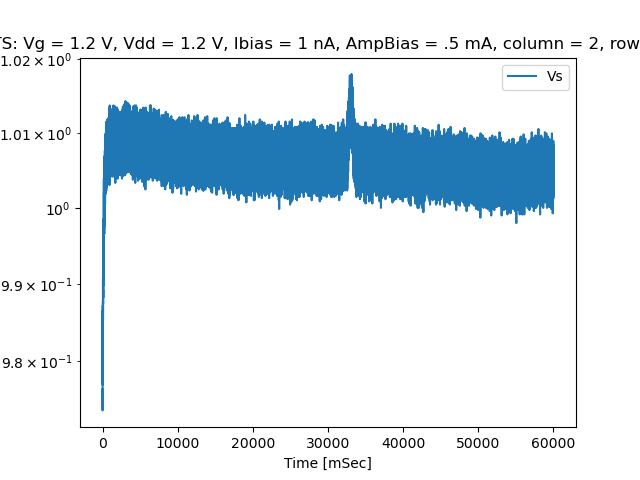 TS: Vg = 1.2 V, Vdd = 1.2 V, Ibias = 1 nA, AmpBias = .5 mA, column = 2, row
1.02 × 10⁰
Vs
1.01 × 10⁰
10⁰
9.9 × 10⁻¹
9.8 × 10⁻¹
0 10000 20000 30000 40000 50000 60000
Time [mSec]